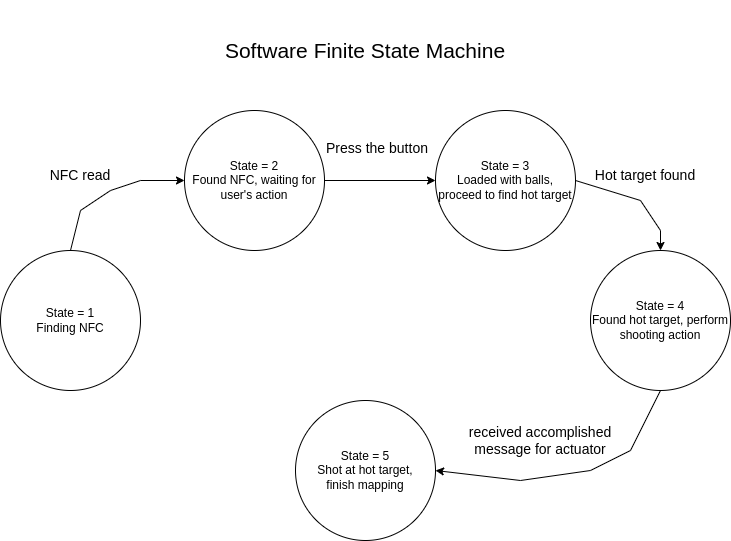 Software Finite State Machine
NFC read
State = 2
Found NFC, waiting for
user's action
Press the button
State = 3
Loaded with balls,
proceed to find hot target
Hot target found
State = 1
Finding NFC
State = 4
Found hot target, perform
shooting action
received accomplished
message for actuator
State = 5
Shot at hot target,
finish mapping